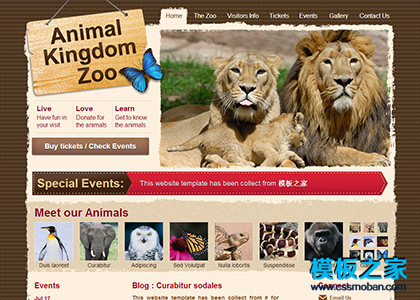 Home The Zoo Visitors Info Tickets Events Gallery Contact Us
Animal
Kingdom
Zoo
Live Love Learn
Have fun in Donate for Get to know
your visit the animals the animals
Buy tickets / Check Events
Special Events: This website template has been collect from 模板之家
Meet our Animals
Duis laoreet Curabitur Adipiscing Sed Volutpat Nulla lobortis Suspendisse
Events Blog : Curabitur sodales
Jul 17 This website template has been collect from 模板之家 for Email Us
模板之家
www.cssmoban.com